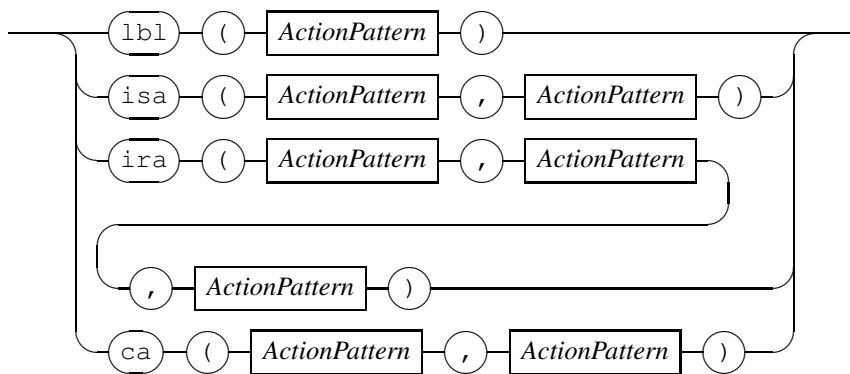 lbl ( ActionPattern )
isa ( ActionPattern , ActionPattern )
ira ( ActionPattern , ActionPattern
, ActionPattern )
ca ( ActionPattern , ActionPattern )